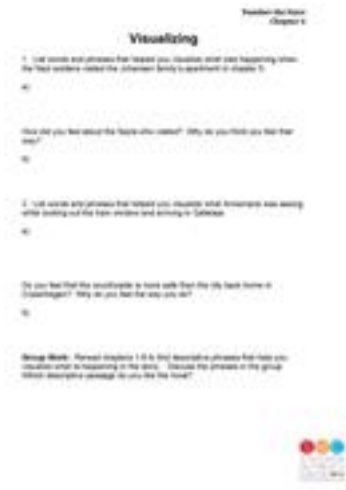 Number the Stars
Chapter 6
Visualizing
1. List words and phrases that helped you visualize what was happening when
the Nazi soldiers visited the Johansen family's apartment in chapter 5.
a)
How did you feel about the Nazis who visited? Why do you think you felt that
way?
b)
2. List words and phrases that helped you visualize what Annemarie was seeing
while looking out the train window and arriving in Gilleleje.
a)
Do you feel that the countryside is more safe than the city back home in
Copenhagen? Why do you feel the way you do?
b)
Group Work: Reread chapters 1-6 to find descriptive phrases that help you
visualize what is happening in the story. Discuss the phrases in the group.
Which descriptive passage do you like the most?